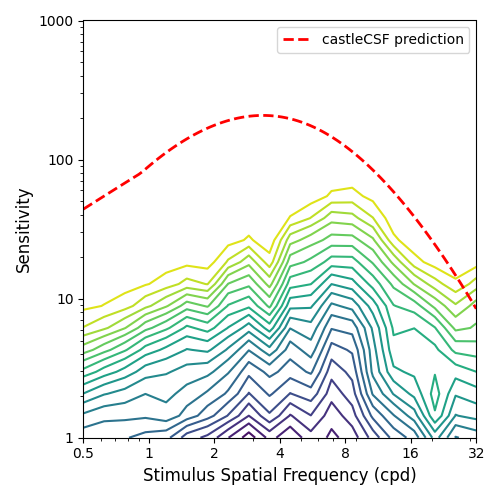 1000
castleCSF prediction
100
Sensitivity
10
1
0.5 1 2 4 8 16 32
Stimulus Spatial Frequency (cpd)